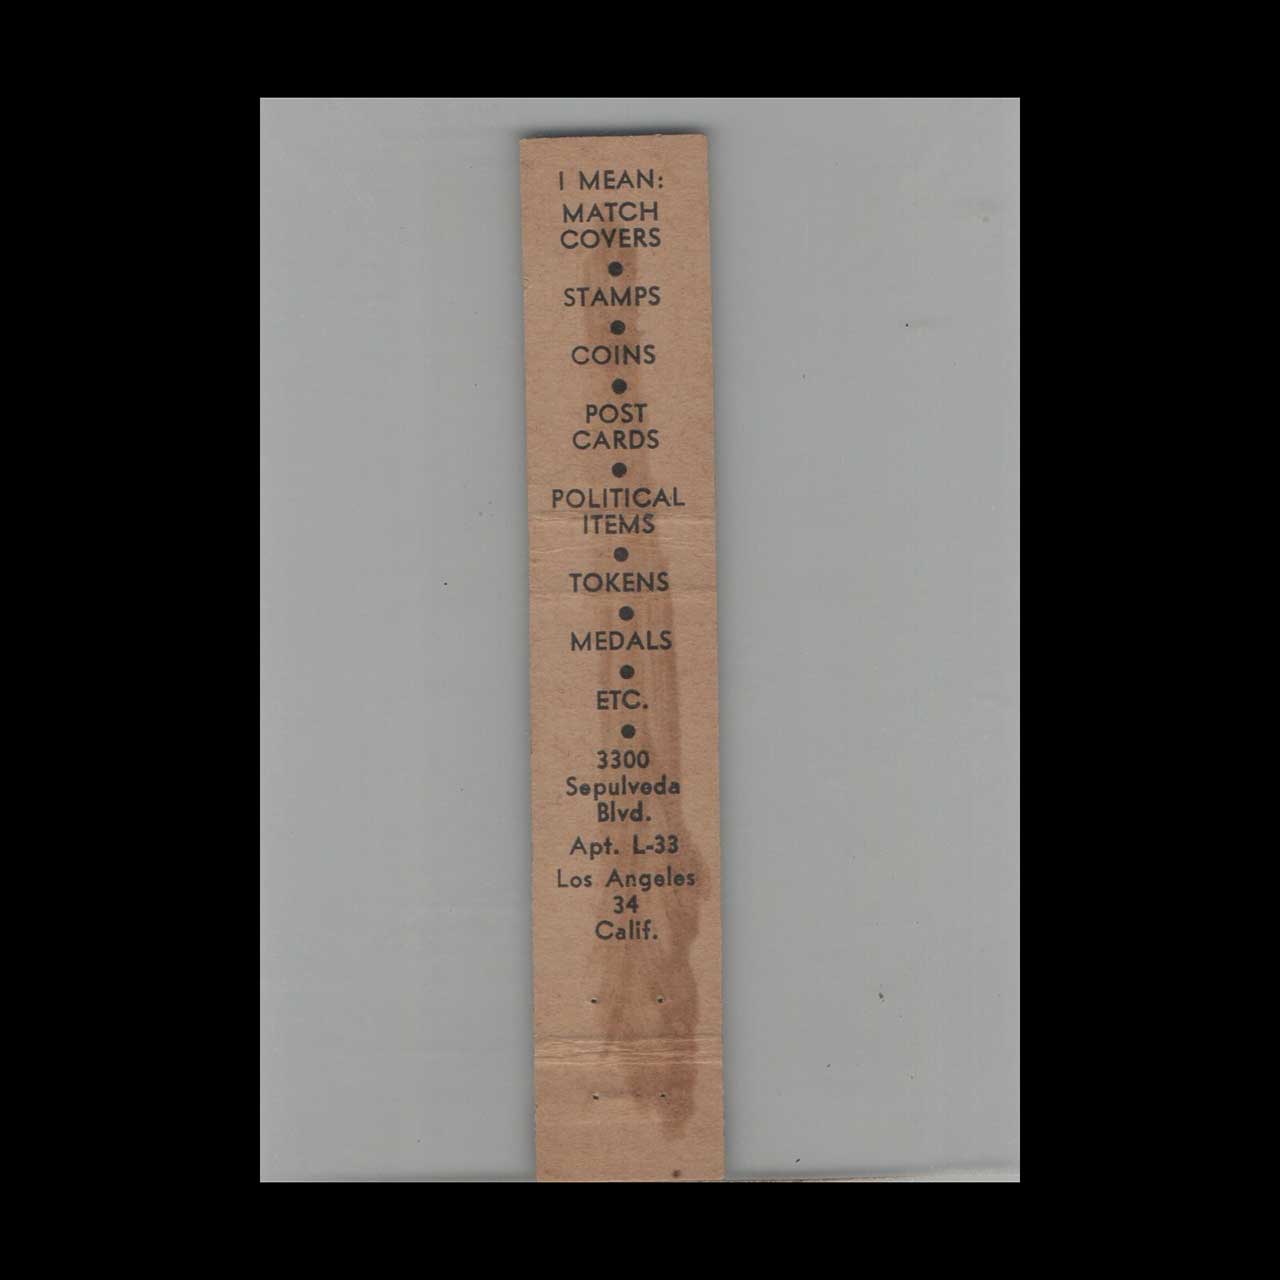 I MEAN:
MATCH
COVERS
•
STAMPS
•
COINS
•
POST
CARDS
•
POLITICAL
ITEMS
•
TOKENS
•
MEDALS
•
ETC.
•
3300
Sepulveda
Blvd.
Apt. L-33
Los Angeles
34
Calif.